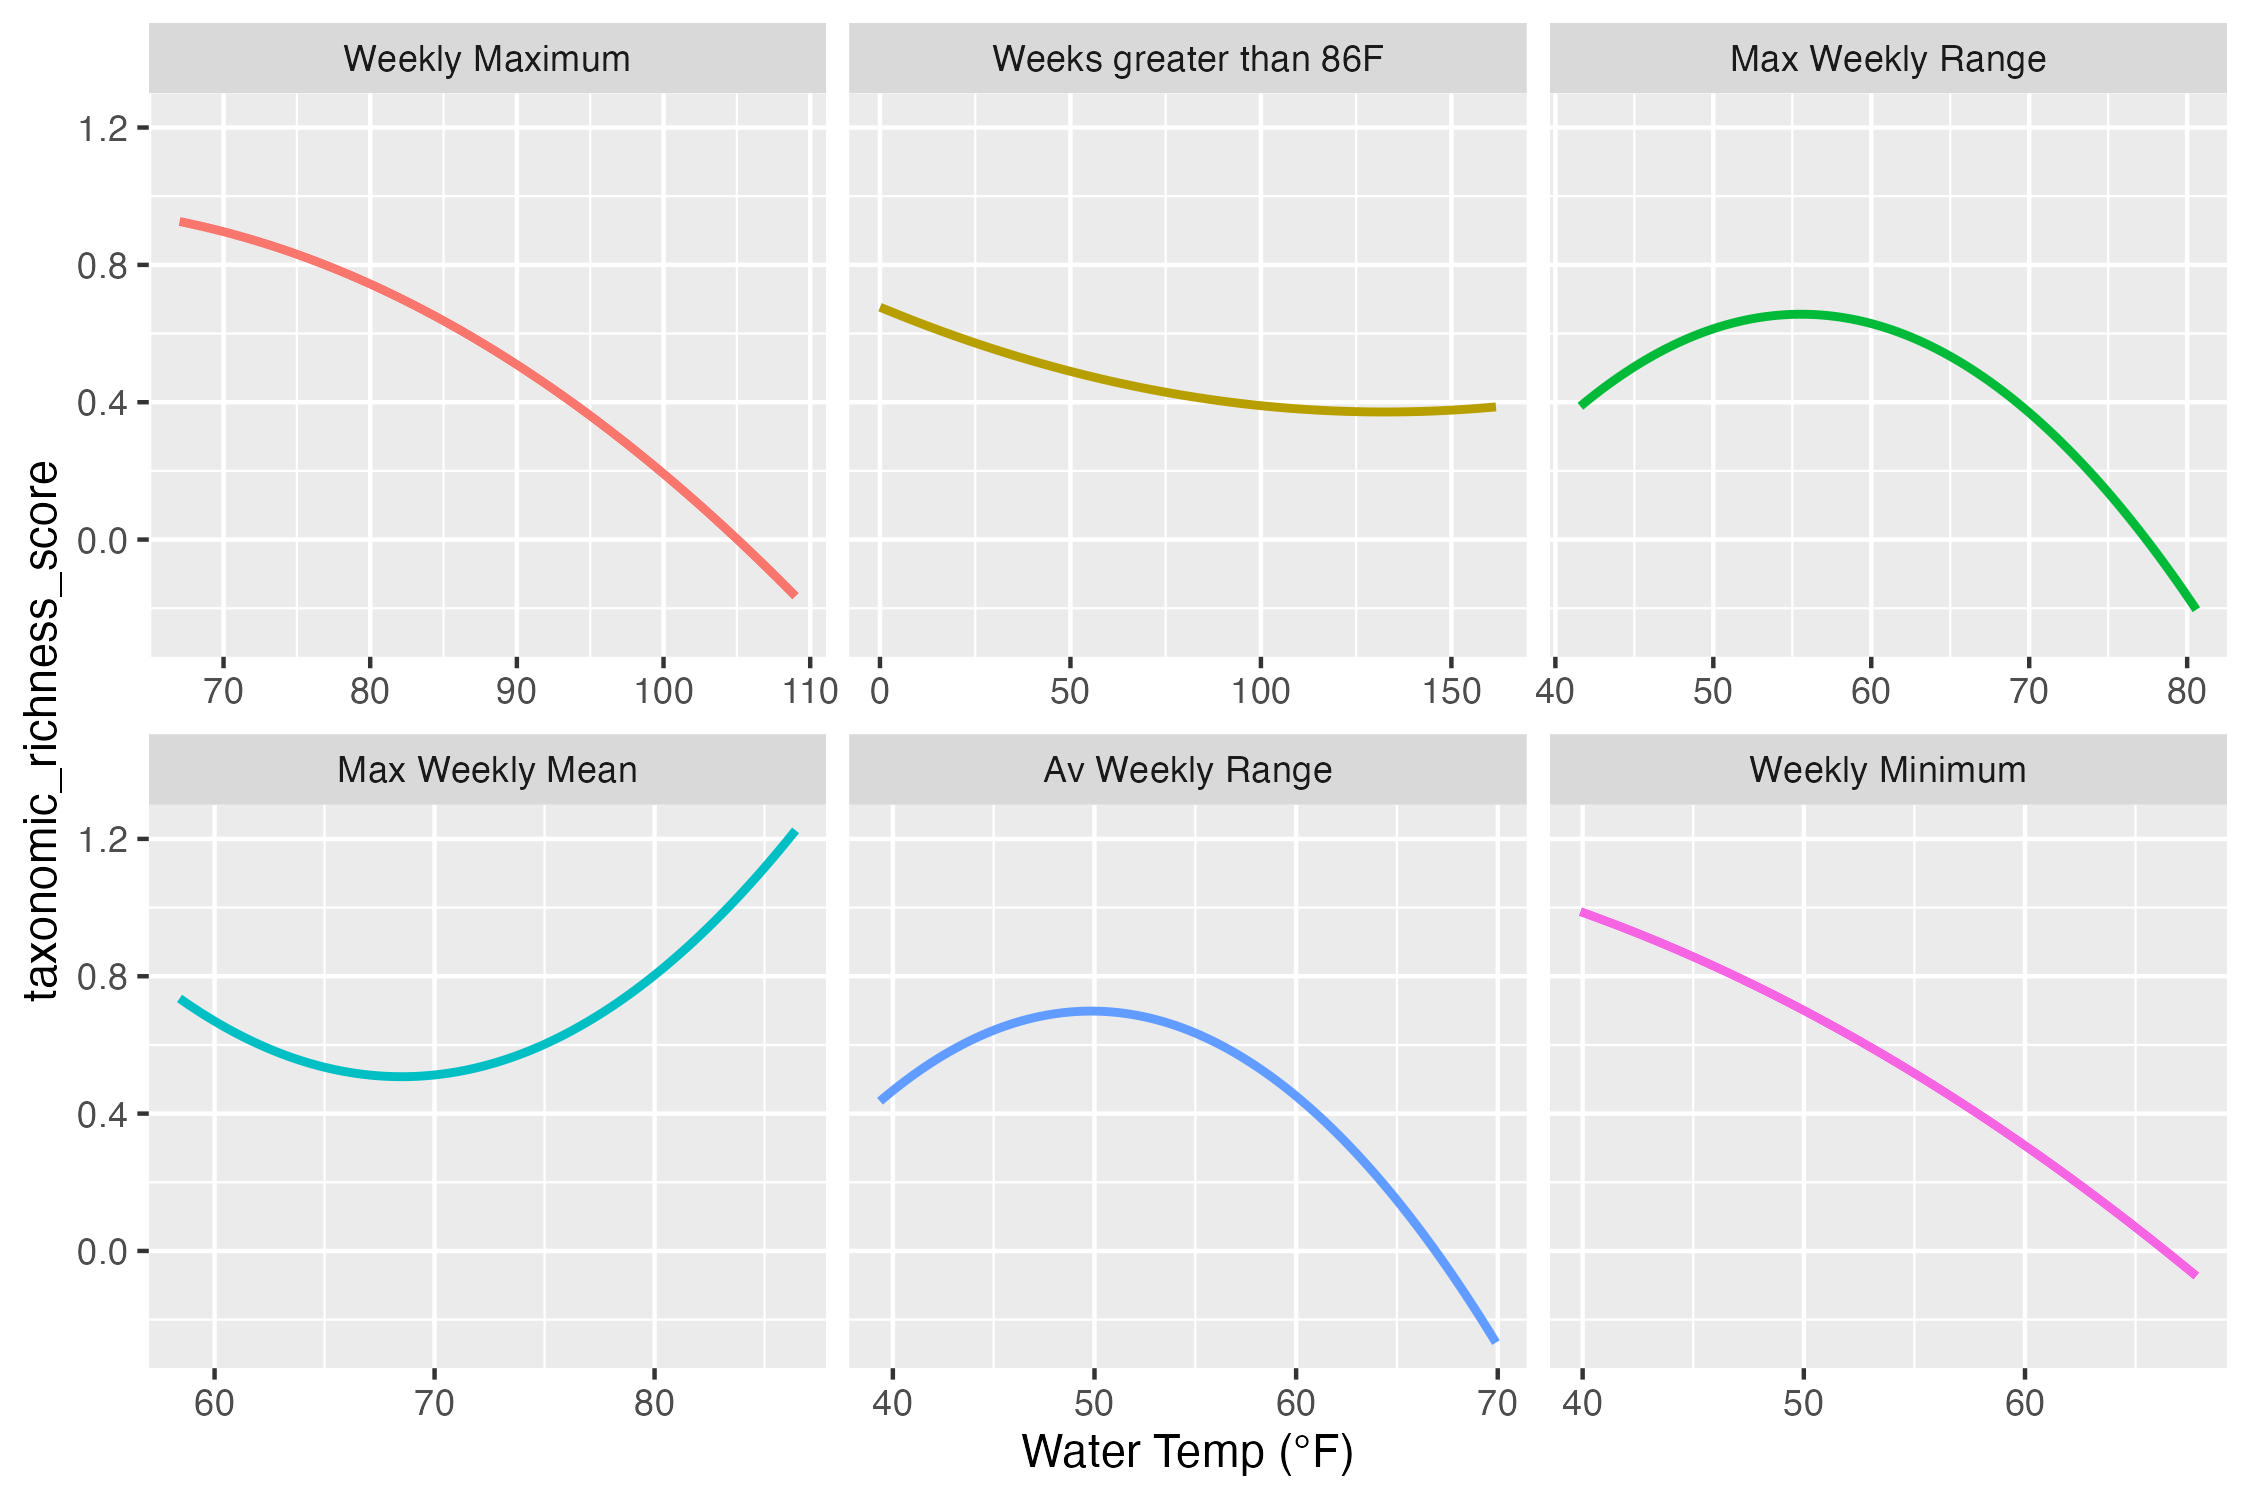 Weekly Maximum
Weeks greater than 86F
Max Weekly Range
1.2
0.8
0.4
0.0
70 80 90 100 110
0 50 100 150
40 50 60 70 80
taxonomic_richness_score
Max Weekly Mean
Av Weekly Range
Weekly Minimum
1.2
0.8
0.4
0.0
60 70 80
40 50 60 70
40 50 60
Water Temp (°F)